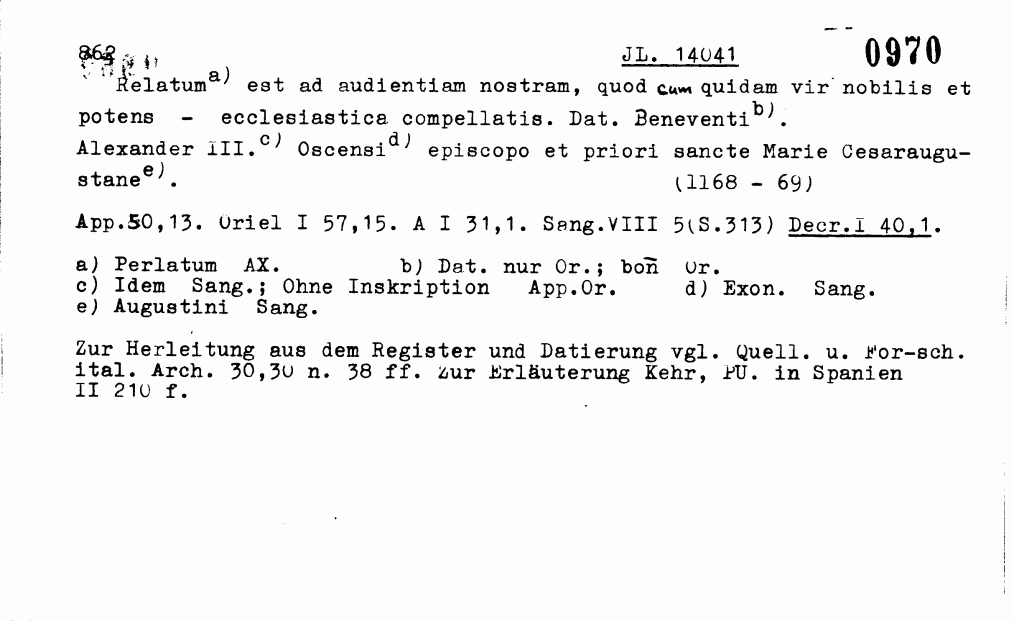 862 JL. 14041 0970
Relatum a) est ad audientiam nostram, quod cum quidam vir nobilis et
potens - ecclesiastica compellatis. Dat. Beneventi b).
Alexander III. c) Oscensi d) episcopo et priori sancte Marie Cesaraugu-
stane e). (1168 - 69)
App.50,13. Oriel I 57,15. A I 31,1. Sang.VIII 5(S.313) Decr.I 40,1.
a) Perlatum AX. b) Dat. nur Or.; bon̄ Or.
c) Idem Sang.; Ohne Inskription App.Or. d) Exon. Sang.
e) Augustini Sang.
Zur Herleitung aus dem Register und Datierung vgl. Quell. u. For-sch.
ital. Arch. 30,30 n. 38 ff. Zur Erläuterung Kehr, PU. in Spanien
II 210 f.